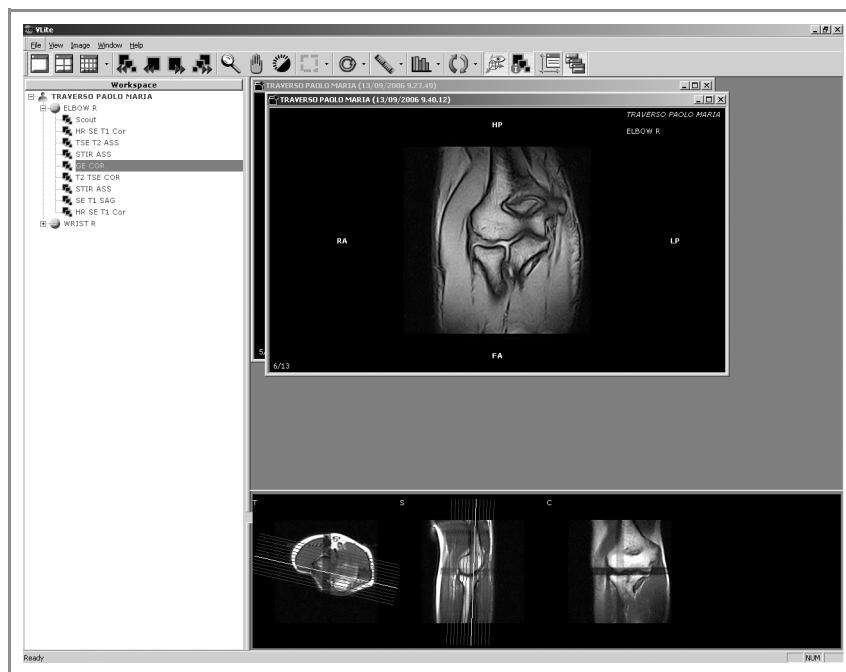 VLite
File View Image Window Help
Workspace
TRAVERSO PAOLO MARIA
ELBOW R
Scout
HR SE T1 Cor
TSE T2 ASS
STIR ASS
GE COR
T2 TSE COR
STIR ASS
SE T1 SAG
HR SE T1 Cor
WRIST R
TRAVERSO PAOLO MARIA (13/09/2006 9.27.49)
TRAVERSO PAOLO MARIA (13/09/2006 9.40.12)
TRAVERSO PAOLO MARIA
HP
ELBOW R
RA
LP
FA
5/
6/13
T
S
C
Ready
NUM